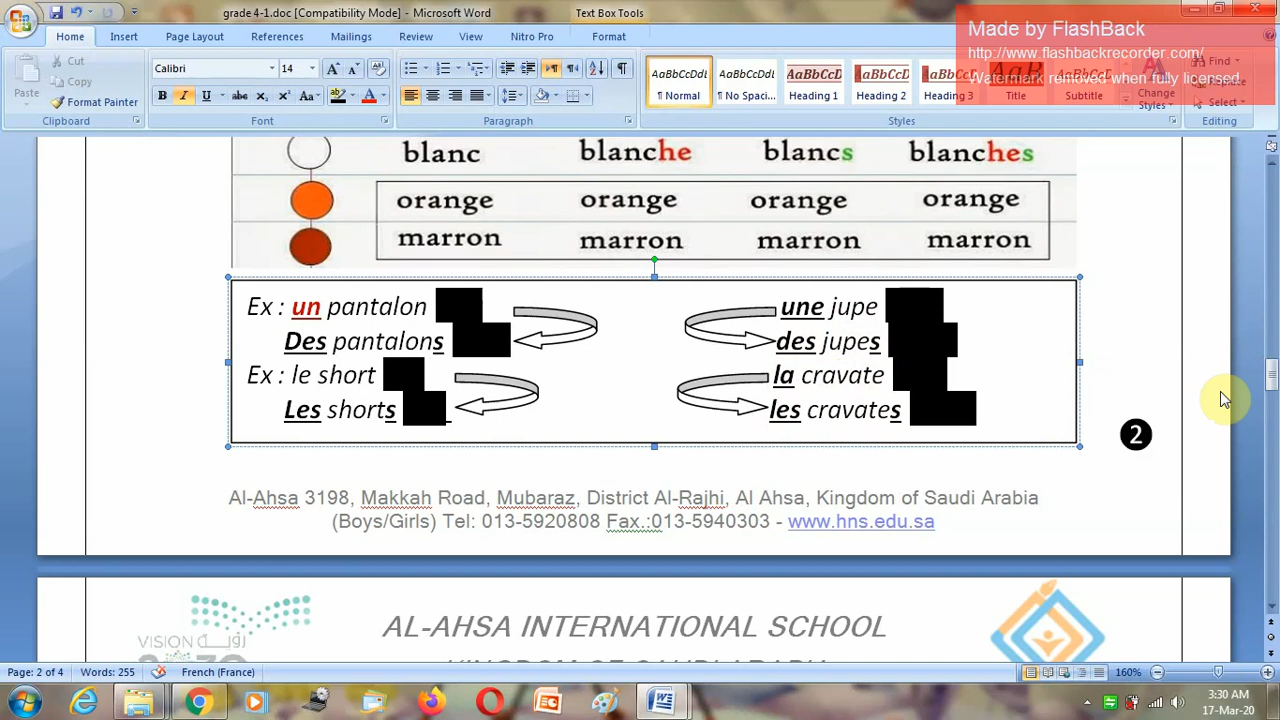 grade 4-1.doc [Compatibility Mode] - Microsoft Word
Text Box Tools
Made by FlashBack
http://www.flashbackrecorder.com/
Watermark removed when fully licensed.
Home Insert Page Layout References Mailings Review View Nitro Pro Format
Paste
Cut
Copy
Format Painter
Clipboard
Calibri 14
Font
Paragraph
AaBbCcDdI AaBbCcDdI AaBbCcD AaBbCcD AaBbCcD AaB AaBbCcD
¶ Normal ¶ No Spaci... Heading 1 Heading 2 Heading 3 Title Subtitle
Change Styles
Styles
Find
Replace
Select
Editing
blanc blanche blancs blanches
orange orange orange orange
marron marron marron marron
Ex : un pantalon une jupe
Des pantalons des jupes
Ex : le short la cravate
Les shorts les cravates
2
Al-Ahsa 3198, Makkah Road, Mubaraz, District Al-Rajhi, Al Ahsa, Kingdom of Saudi Arabia
(Boys/Girls) Tel: 013-5920808 Fax.:013-5940303 - www.hns.edu.sa
VISION رؤية
AL-AHSA INTERNATIONAL SCHOOL
Page: 2 of 4 Words: 255 French (France) 160%
3:30 AM
17-Mar-20